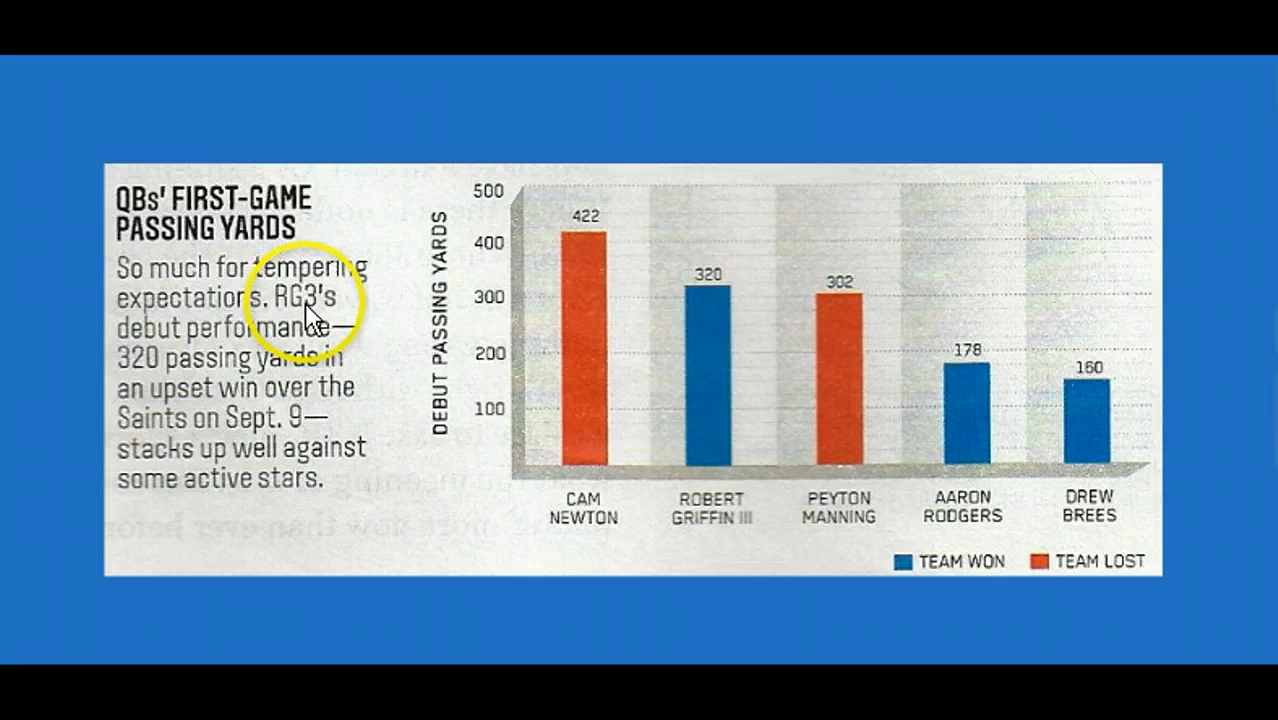 QBs' FIRST-GAME
PASSING YARDS
So much for tempering
expectations. RG3's
debut performance—
320 passing yards in
an upset win over the
Saints on Sept. 9—
stacks up well against
some active stars.
DEBUT PASSING YARDS
500
400
300
200
100
422
320
302
178
160
CAM
NEWTON
ROBERT
GRIFFIN III
PEYTON
MANNING
AARON
RODGERS
DREW
BREES
TEAM WON
TEAM LOST